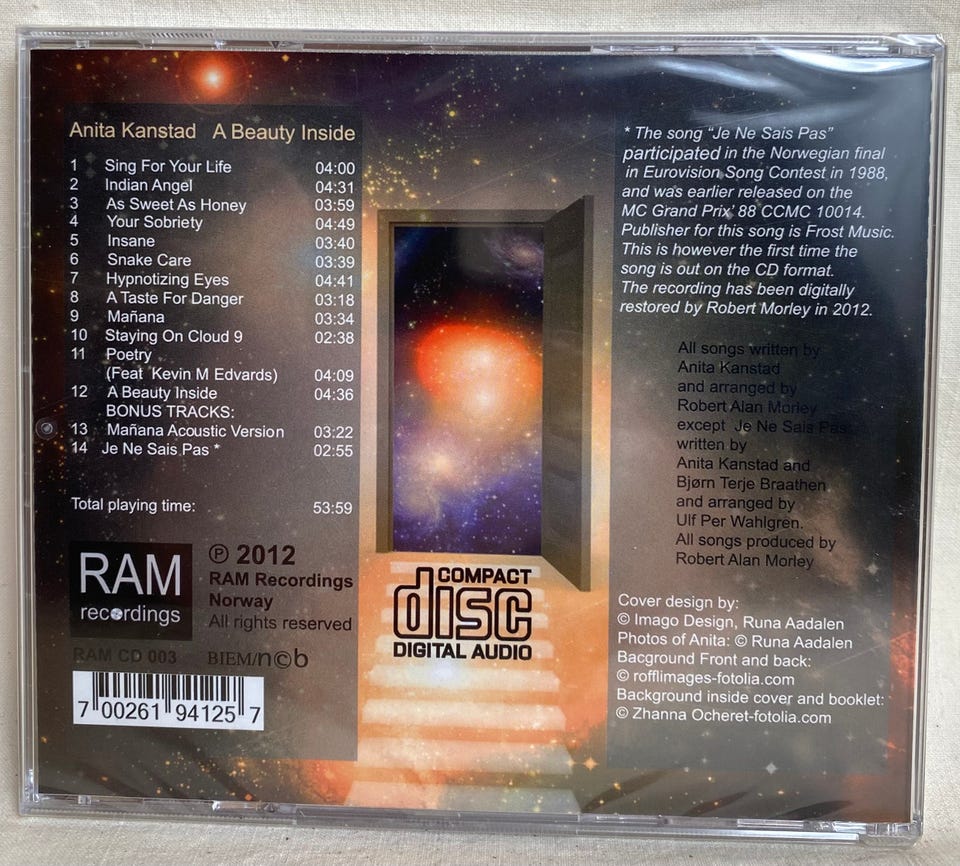 Anita Kanstad A Beauty Inside
1 Sing For Your Life 04:00
2 Indian Angel 04:31
3 As Sweet As Honey 03:59
4 Your Sobriety 04:49
5 Insane 03:40
6 Snake Care 03:39
7 Hypnotizing Eyes 04:41
8 A Taste For Danger 03:18
9 Mañana 03:34
10 Staying On Cloud 9 02:38
11 Poetry
(Feat Kevin M Edvards) 04:09
12 A Beauty Inside 04:36
BONUS TRACKS:
13 Mañana Acoustic Version 03:22
14 Je Ne Sais Pas * 02:55
Total playing time: 53:59
RAM
recordings
℗ 2012
RAM Recordings
Norway
All rights reserved
RAM CD 003 BIEM/n©b
7 00261 94125 7
COMPACT
disc
DIGITAL AUDIO
* The song “Je Ne Sais Pas”
participated in the Norwegian final
in Eurovision Song Contest in 1988,
and was earlier released on the
MC Grand Prix’ 88 CCMC 10014.
Publisher for this song is Frost Music.
This is however the first time the
song is out on the CD format.
The recording has been digitally
restored by Robert Morley in 2012.
All songs written by
Anita Kanstad
and arranged by
Robert Alan Morley
except Je Ne Sais Pas
written by
Anita Kanstad and
Bjørn Terje Braathen
and arranged by
Ulf Per Wahlgren.
All songs produced by
Robert Alan Morley
Cover design by:
© Imago Design, Runa Aadalen
Photos of Anita: © Runa Aadalen
Bacground Front and back:
© rofflimages-fotolia.com
Background inside cover and booklet:
© Zhanna Ocheret-fotolia.com